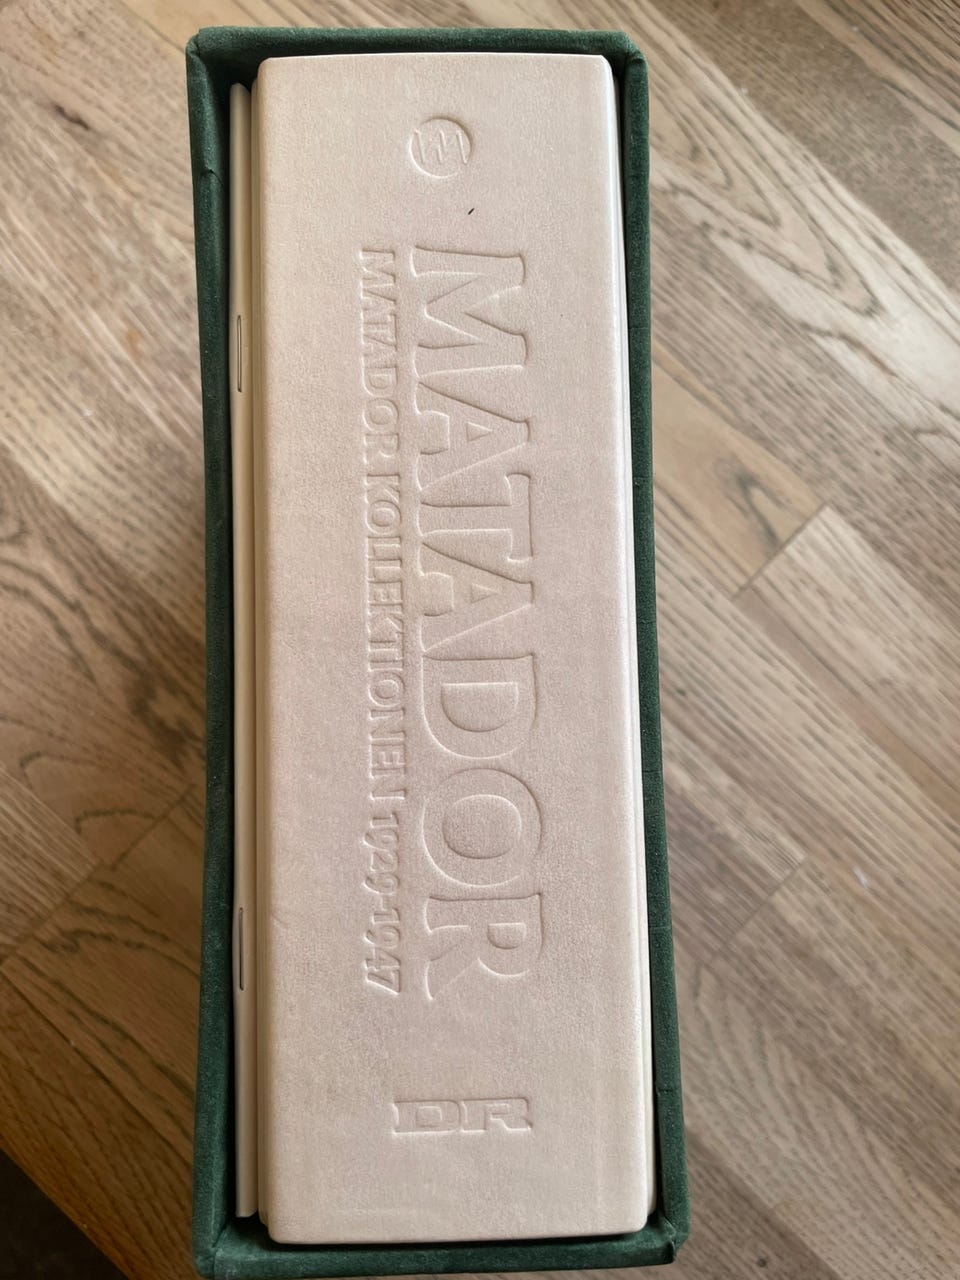 MATADOR
MATADOR KOLLEKTIONEN 1929-1947
DR